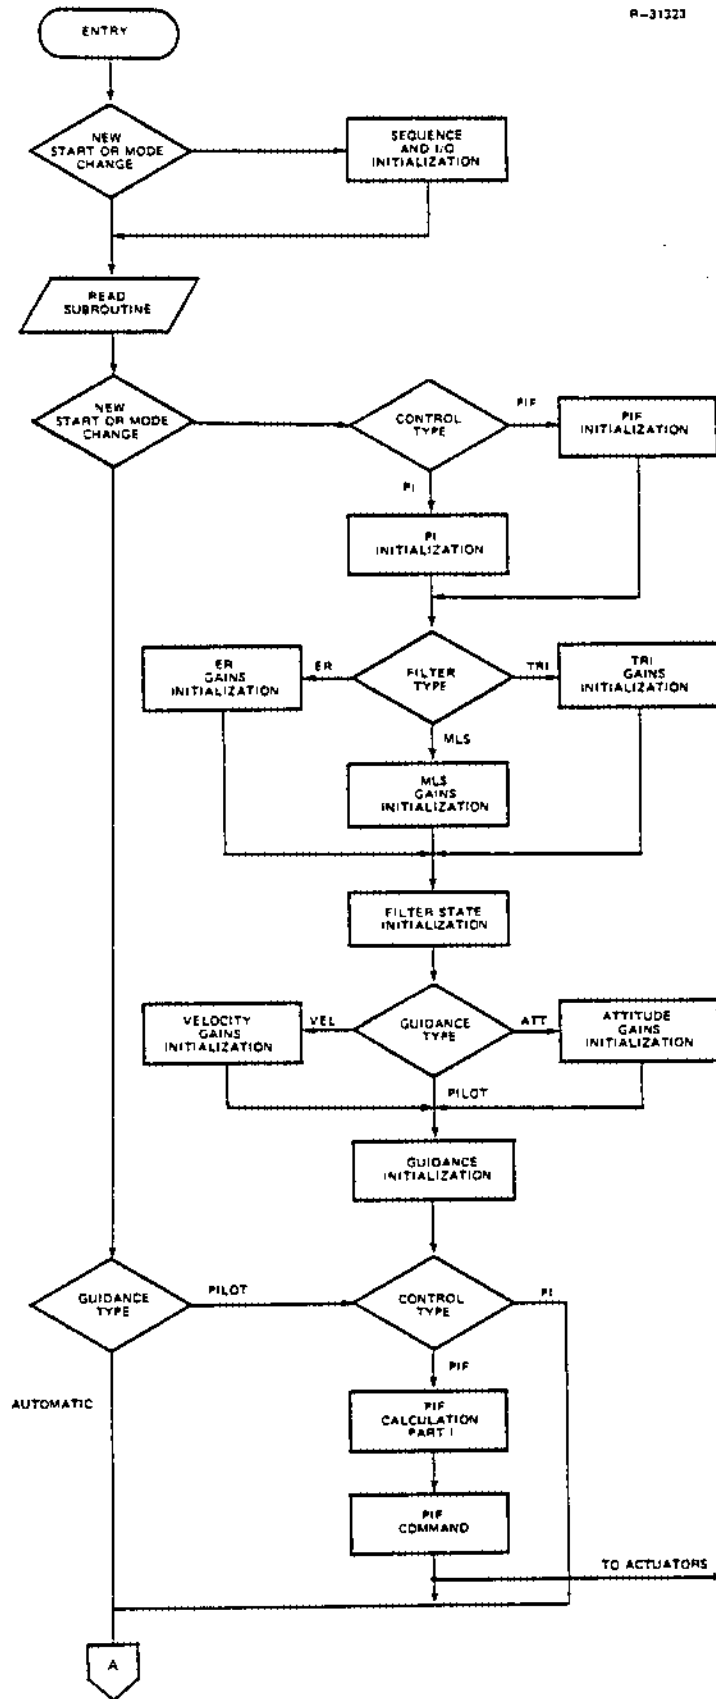 R-31323
ENTRY
NEW
START OR MODE
CHANGE
SEQUENCE
AND I/O
INITIALIZATION
READ
SUBROUTINE
NEW
START OR MODE
CHANGE
CONTROL
TYPE
PIF
PIF
INITIALIZATION
PI
PI
INITIALIZATION
ER
GAINS
INITIALIZATION
ER
FILTER
TYPE
TRI
TRI
GAINS
INITIALIZATION
MLS
MLS
GAINS
INITIALIZATION
FILTER STATE
INITIALIZATION
VELOCITY
GAINS
INITIALIZATION
VEL
GUIDANCE
TYPE
ATT
ATTITUDE
GAINS
INITIALIZATION
PILOT
GUIDANCE
INITIALIZATION
GUIDANCE
TYPE
PILOT
CONTROL
TYPE
PI
PIF
AUTOMATIC
PIF
CALCULATION
PART I
PIF
COMMAND
TO ACTUATORS
A